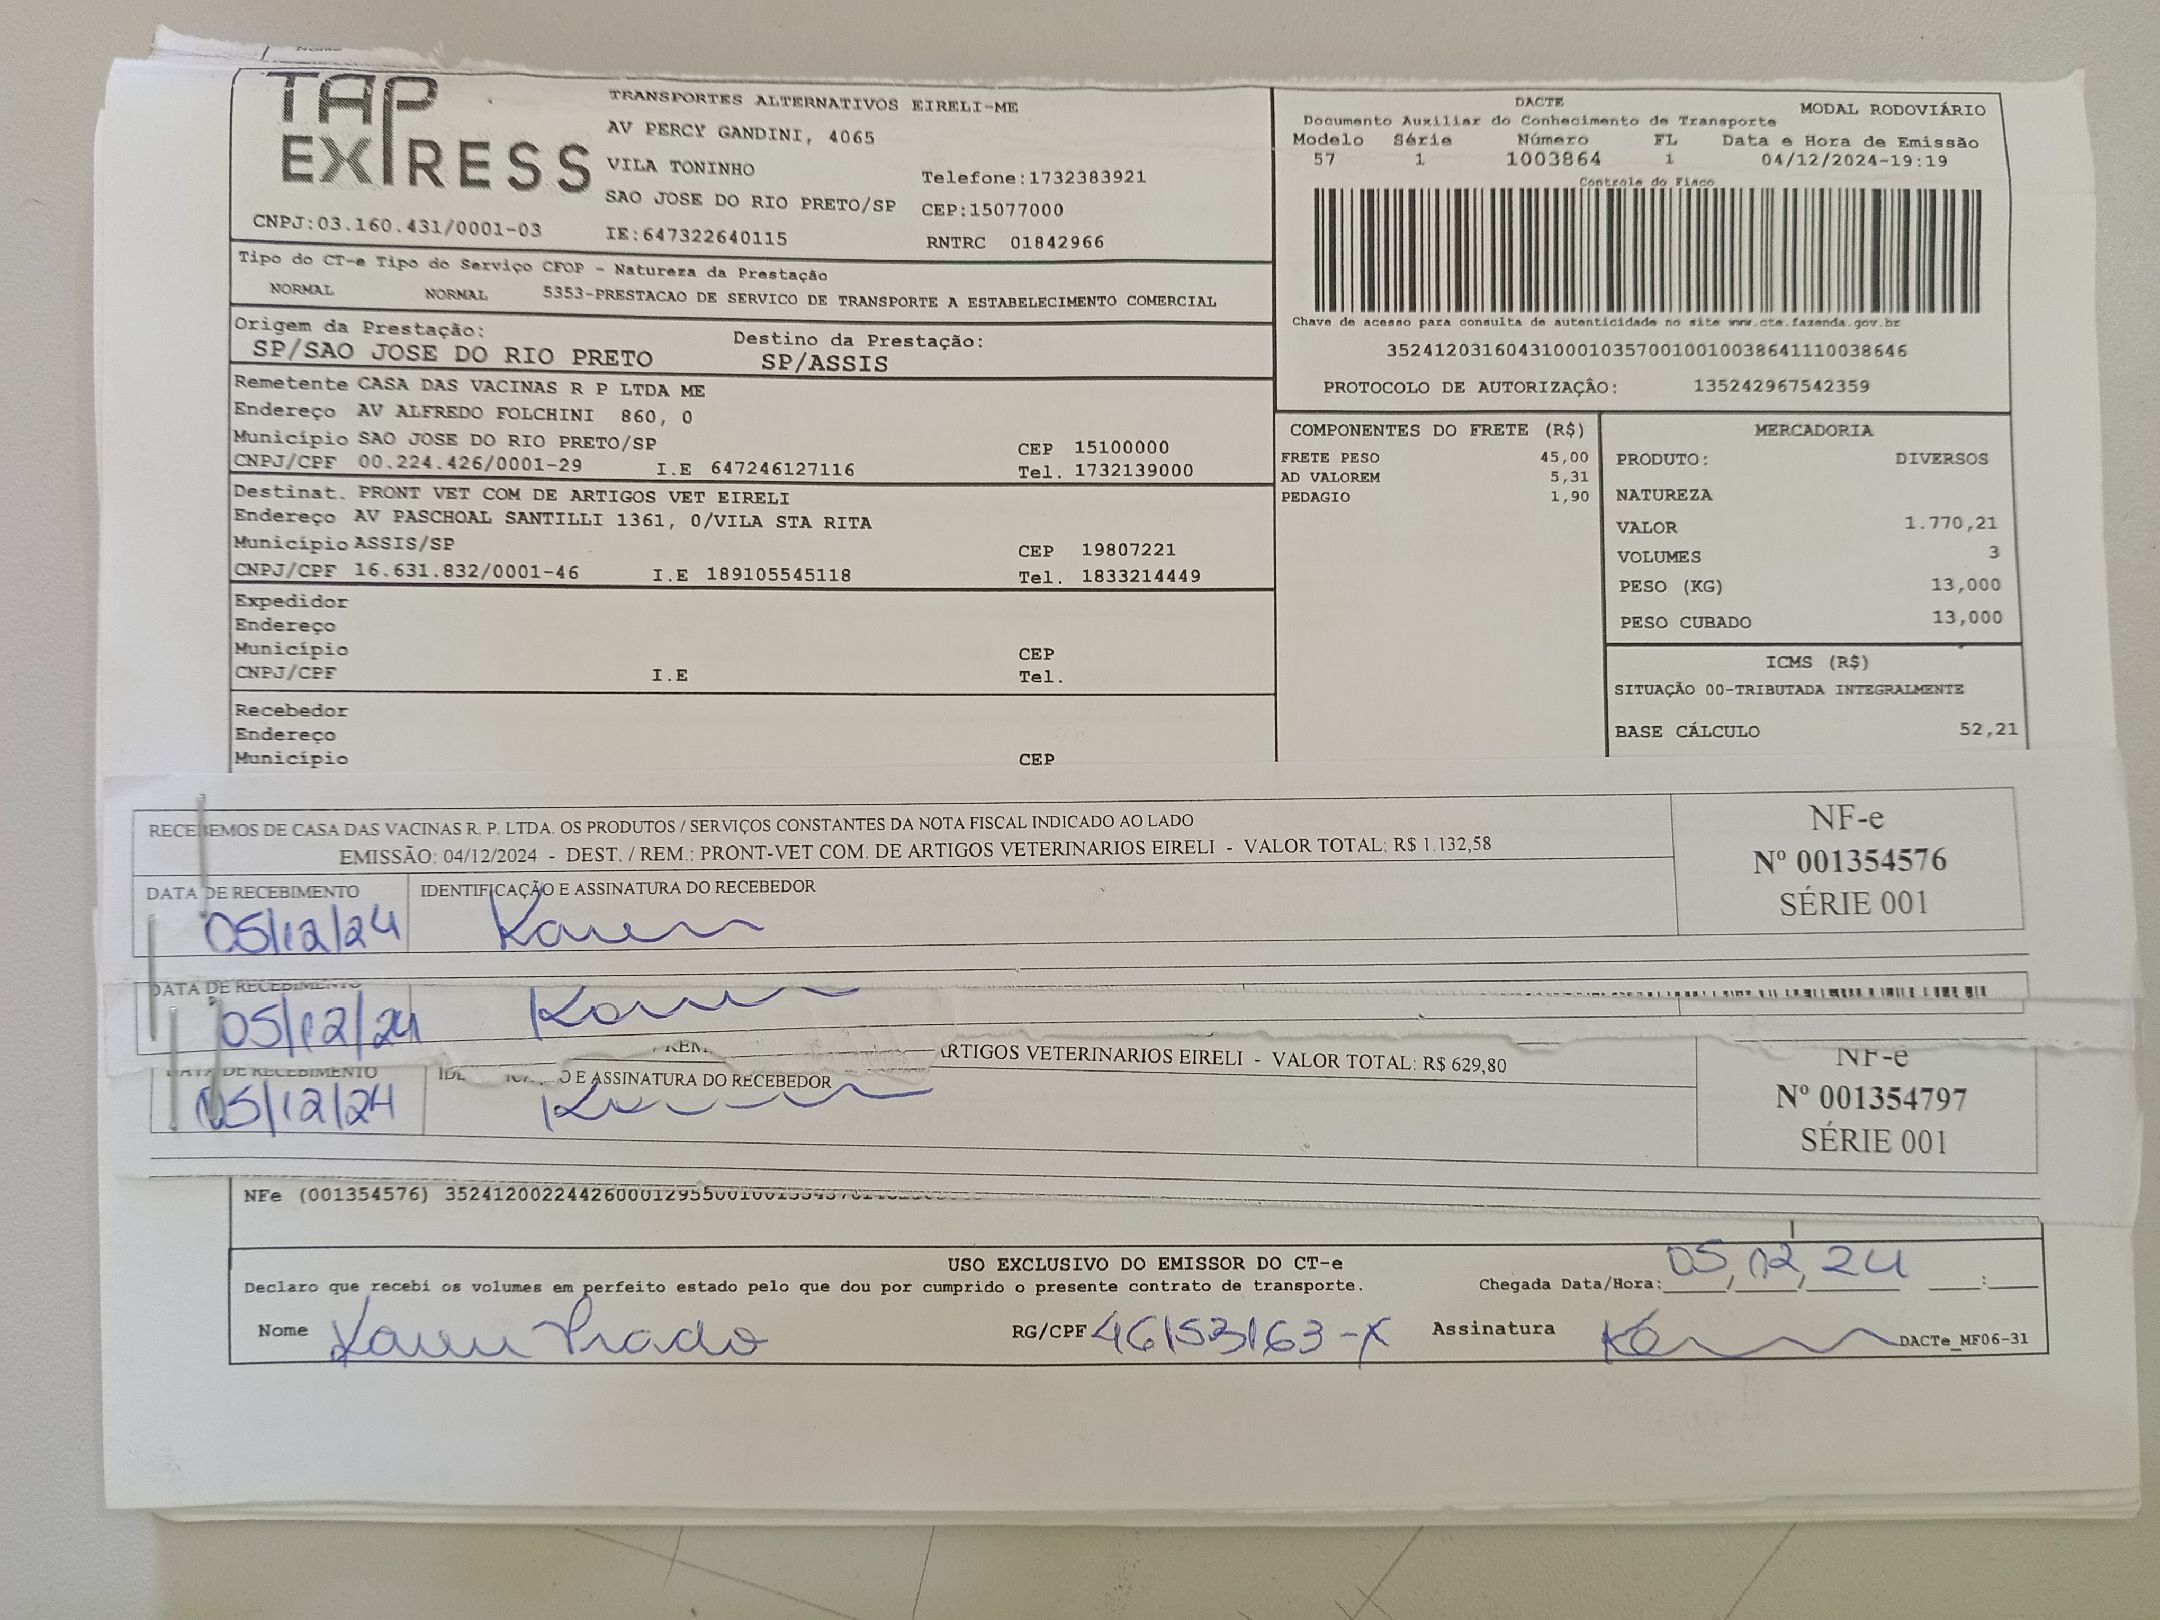 TAP
EXPRESS
TRANSPORTES ALTERNATIVOS EIRELI-ME
AV PERCY GANDINI, 4065
VILA TONINHO
Telefone:1732383921
SAO JOSE DO RIO PRETO/SP CEP:15077000
CNPJ:03.160.431/0001-03 IE:647322640115 RNTRC 01842966
DACTE MODAL RODOVIÁRIO
Documento Auxiliar do Conhecimento de Transporte
Modelo Série Número FL Data e Hora de Emissão
57 1 1003864 1 04/12/2024-19:19
Controle do Fisco
Chave de acesso para consulta de autenticidade no site www.cte.fazenda.gov.br
35241203160431000103570010010038641110038646
PROTOCOLO DE AUTORIZAÇÃO: 135242967542359
Tipo do CT-e Tipo do Serviço CFOP - Natureza da Prestação
NORMAL NORMAL 5353-PRESTACAO DE SERVICO DE TRANSPORTE A ESTABELECIMENTO COMERCIAL
Origem da Prestação: Destino da Prestação:
SP/SAO JOSE DO RIO PRETO SP/ASSIS
Remetente CASA DAS VACINAS R P LTDA ME
Endereço AV ALFREDO FOLCHINI 860, 0
Município SAO JOSE DO RIO PRETO/SP CEP 15100000
CNPJ/CPF 00.224.426/0001-29 I.E 647246127116 Tel. 1732139000
Destinat. PRONT VET COM DE ARTIGOS VET EIRELI
Endereço AV PASCHOAL SANTILLI 1361, 0/VILA STA RITA
Município ASSIS/SP CEP 19807221
CNPJ/CPF 16.631.832/0001-46 I.E 189105545118 Tel. 1833214449
Expedidor
Endereço
Município CEP
CNPJ/CPF I.E Tel.
Recebedor
Endereço
Município CEP
COMPONENTES DO FRETE (R$)
FRETE PESO 45,00
AD VALOREM 5,31
PEDAGIO 1,90
MERCADORIA
PRODUTO: DIVERSOS
NATUREZA
VALOR 1.770,21
VOLUMES 3
PESO (KG) 13,000
PESO CUBADO 13,000
ICMS (R$)
SITUAÇÃO 00-TRIBUTADA INTEGRALMENTE
BASE CÁLCULO 52,21
RECEBEMOS DE CASA DAS VACINAS R. P. LTDA. OS PRODUTOS / SERVIÇOS CONSTANTES DA NOTA FISCAL INDICADO AO LADO
EMISSÃO: 04/12/2024 - DEST. / REM.: PRONT-VET COM. DE ARTIGOS VETERINARIOS EIRELI - VALOR TOTAL: R$ 1.132,58
NF-e
Nº 001354576
SÉRIE 001
DATA DE RECEBIMENTO IDENTIFICAÇÃO E ASSINATURA DO RECEBEDOR
05/12/24 Karen
DATA DE RECEBIMENTO
05/12/24 Karen
ARTIGOS VETERINARIOS EIRELI - VALOR TOTAL: R$ 629,80
DATA DE RECEBIMENTO E ASSINATURA DO RECEBEDOR
05/12/24 Karen
NF-e
Nº 001354797
SÉRIE 001
NFe (001354576)
USO EXCLUSIVO DO EMISSOR DO CT-e
Declaro que recebi os volumes em perfeito estado pelo que dou por cumprido o presente contrato de transporte.
Chegada Data/Hora: 05/12/24 :
Nome Karen Prado RG/CPF 46153163-X Assinatura Karen DACTe_MF06-31